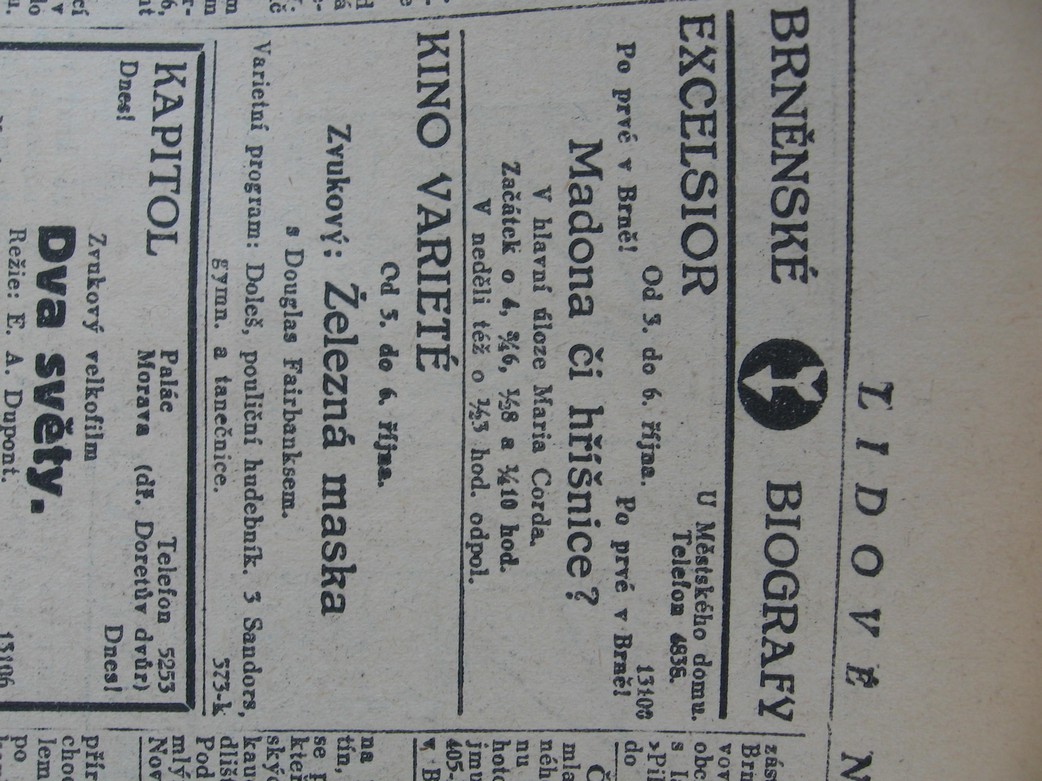 LIDOVÉ N
BRNĚNSKÉ BIOGRAFY
EXCELSIOR
U Městského domu.
Telefon 4836.
Od 3. do 6. října.
13108
Po prvé v Brně! Po prvé v Brně!
Madona či hříšnice?
V hlavní úloze Maria Corda.
Začátek o 4, ¾6, ½8 a ¼10 hod.
V neděli též o ½3 hod. odpol.
KINO VARIETÉ
Od 3. do 6. října.
Zvukový: Železná maska
s Douglas Fairbanksem.
Varietní program: Doleš, pouliční hudebník. 3 Sandors,
gymn. a tanečnice. 373-k
KAPITOL
Palác Telefon 5253
Morava (dř. Doretův dvůr)
Dnes! Dnes!
Zvukový velkofilm
Dva světy.
Režie: E. A. Dupont.
13106